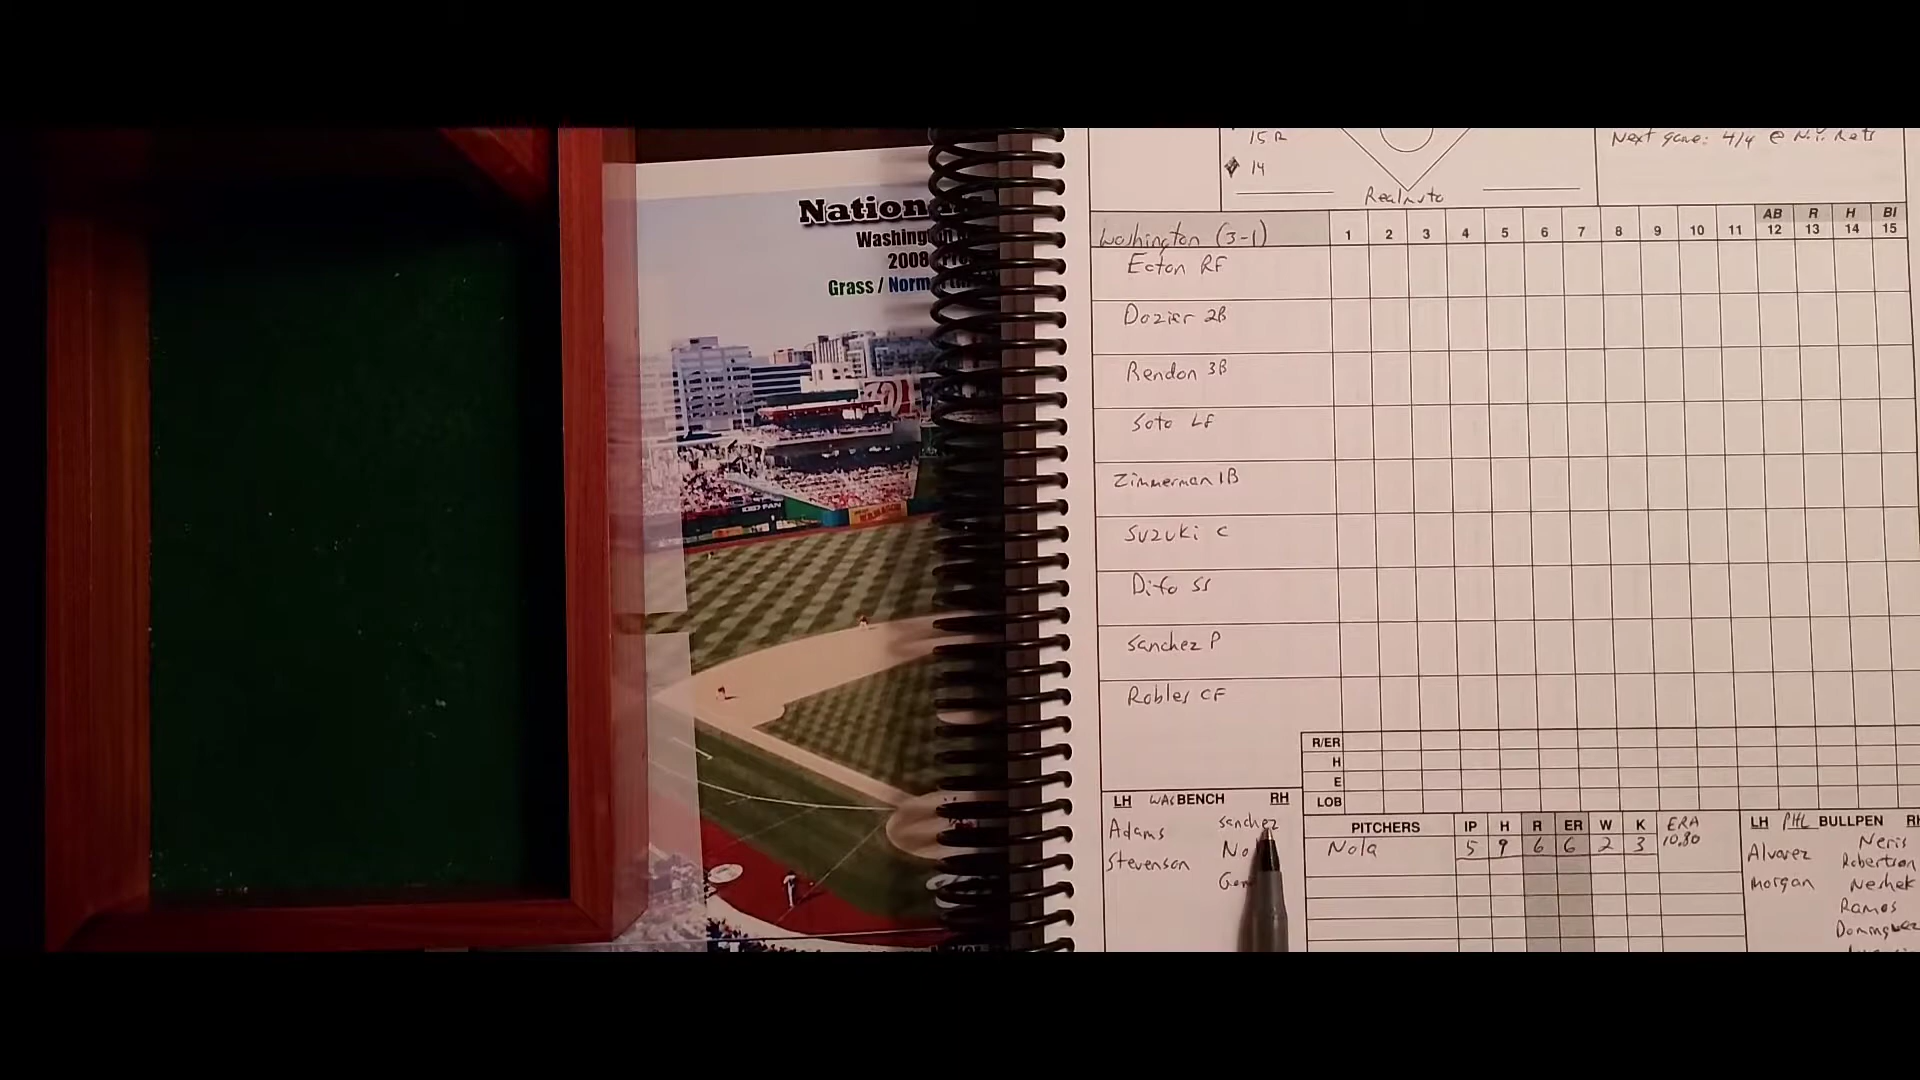 Nation
Washing
2008
Grass / Norm
15 R
14
Realmuto
Next game: 4/4 @ N.Y. Mets
Washington (3-1) 1 2 3 4 5 6 7 8 9 10 11 AB 12 R 13 H 14 BI 15
Eaton RF
Dozier 2B
Rendon 3B
Soto LF
Zimmerman 1B
Suzuki C
Difo SS
Sanchez P
Robles CF
R/ER
H
E
LOB
LH WAS BENCH RH
Adams Sanchez
Stevenson No
PITCHERS IP H R ER W K ERA
Nola 5 9 6 6 2 3 10.80
LH PHL BULLPEN RH
Alvarez Neris
Morgan Robertson
Neshek
Ramos
Dominguez